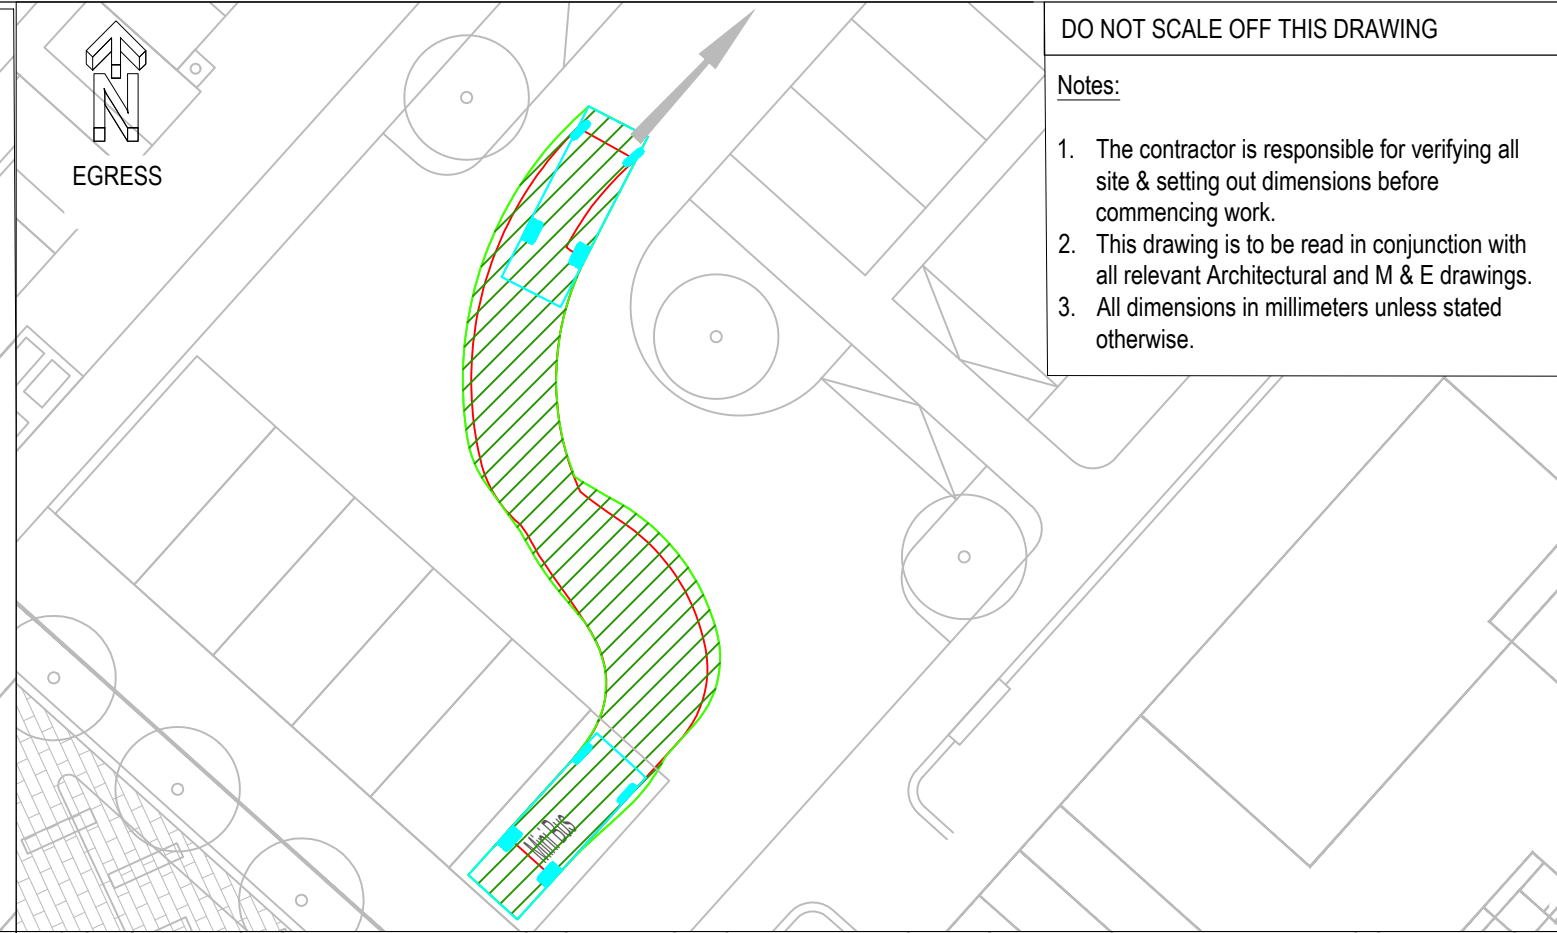 N
EGRESS
DO NOT SCALE OFF THIS DRAWING
Notes:
1. The contractor is responsible for verifying all
site & setting out dimensions before
commencing work.
2. This drawing is to be read in conjunction with
all relevant Architectural and M & E drawings.
3. All dimensions in millimeters unless stated
otherwise.
Mini Bus